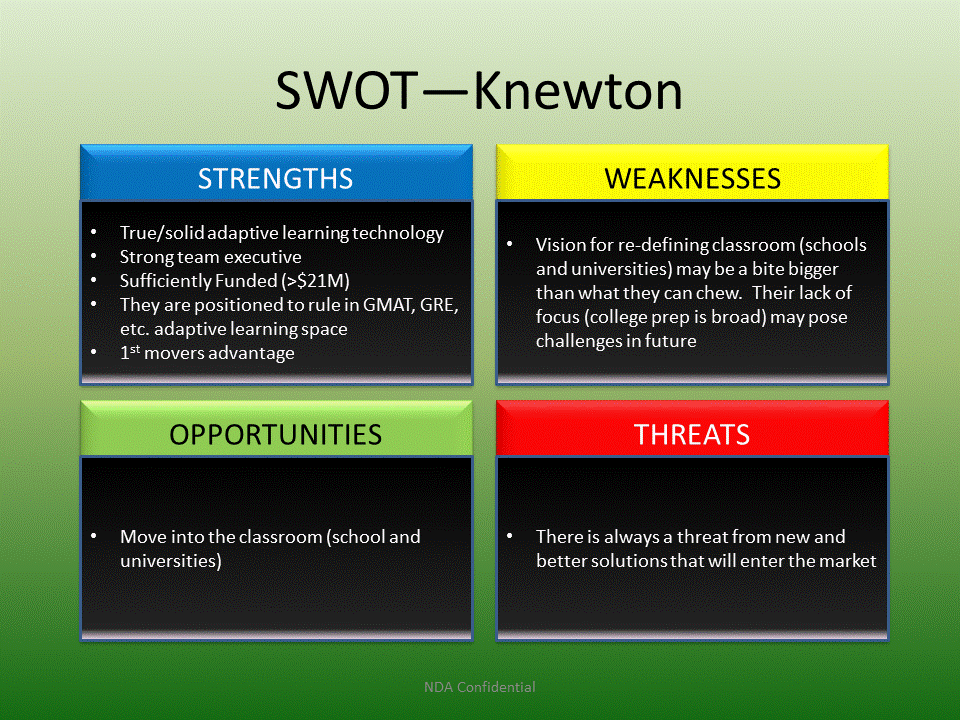 SWOT—Knewton
STRENGTHS
• True/solid adaptive learning technology
• Strong team executive
• Sufficiently Funded (>$21M)
• They are positioned to rule in GMAT, GRE,
etc. adaptive learning space
• 1st movers advantage
WEAKNESSES
• Vision for re-defining classroom (schools
and universities) may be a bite bigger
than what they can chew.  Their lack of
focus (college prep is broad) may pose
challenges in future
OPPORTUNITIES
• Move into the classroom (school and
universities)
THREATS
• There is always a threat from new and
better solutions that will enter the market
NDA Confidential